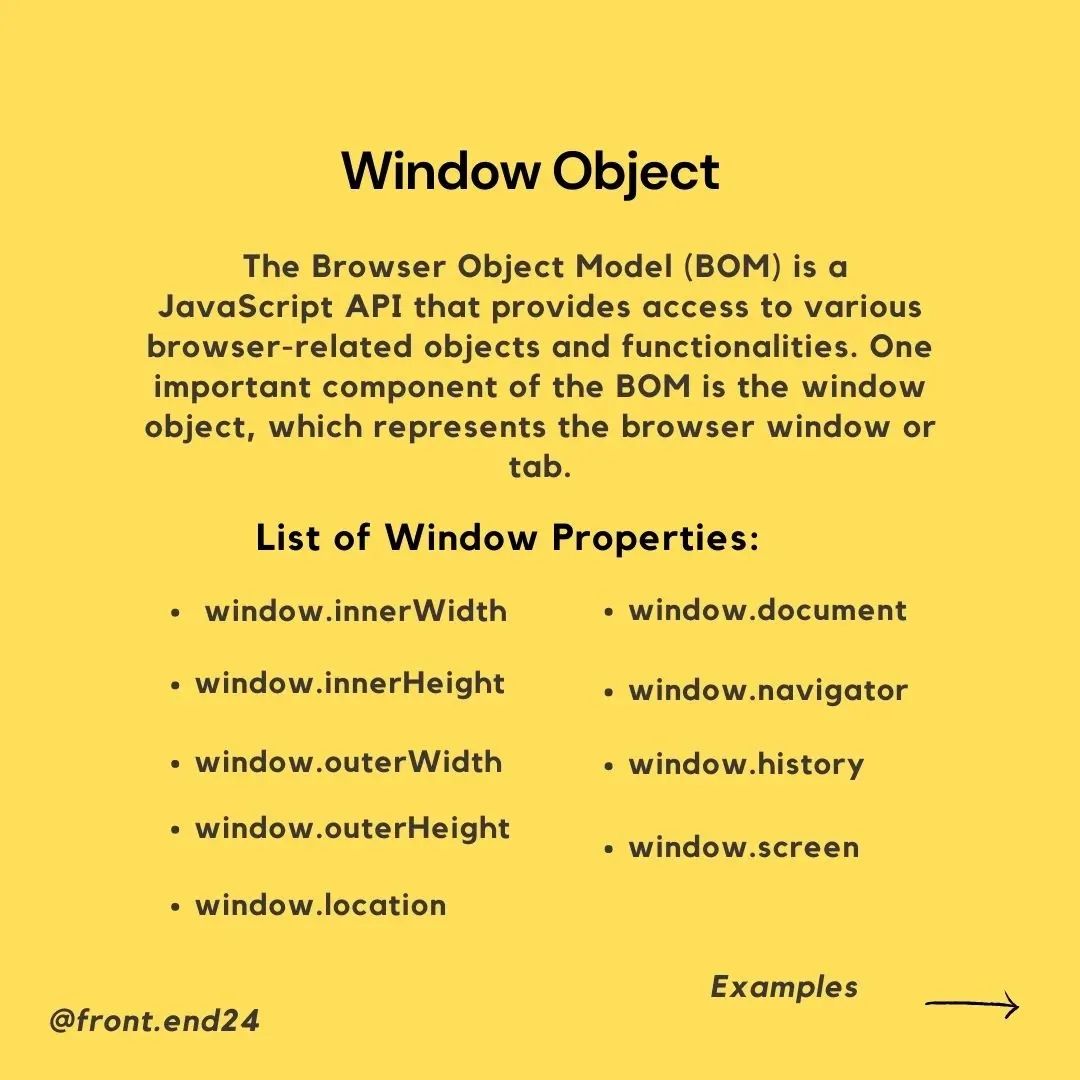 Window Object
The Browser Object Model (BOM) is a
JavaScript API that provides access to various
browser-related objects and functionalities. One
important component of the BOM is the window
object, which represents the browser window or
tab.
List of Window Properties:
• window.innerWidth
• window.innerHeight
• window.outerWidth
• window.outerHeight
• window.location
• window.document
• window.navigator
• window.history
• window.screen
Examples
@front.end24